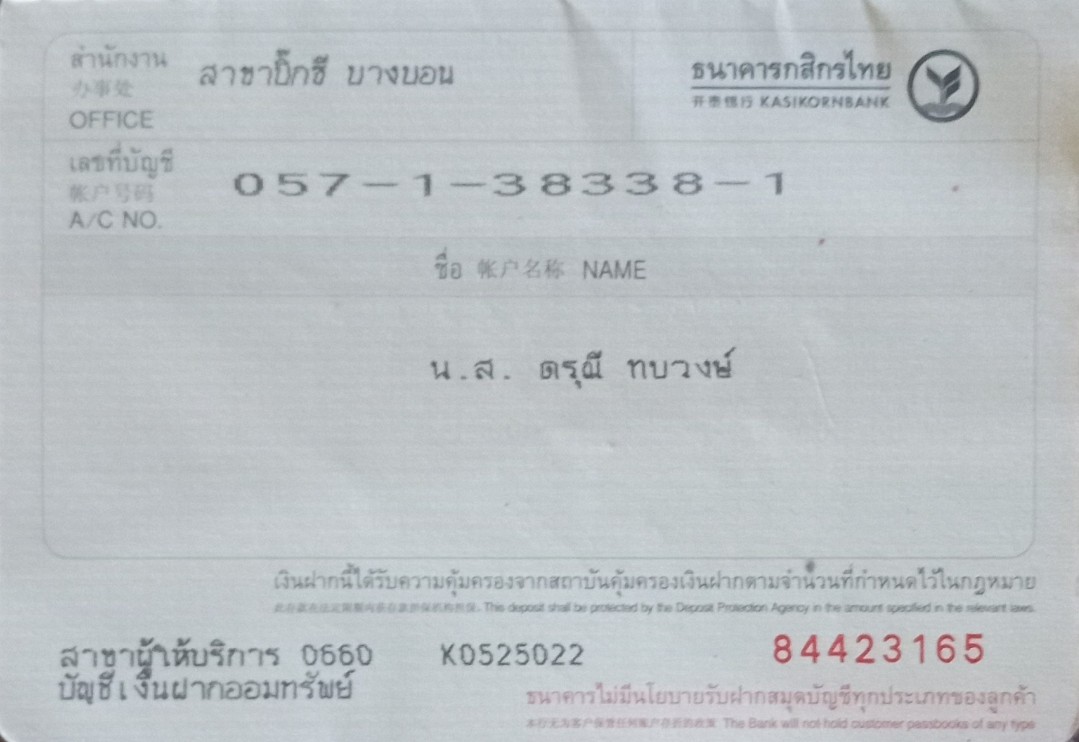 สำนักงาน สาขาบิ๊กซี บางบอน
办事处
OFFICE
ธนาคารกสิกรไทย
开泰银行 KASIKORNBANK
เลขที่บัญชี
帐户号码
A/C NO.
057-1-38338-1
ชื่อ 帐户名称 NAME
น.ส. ดรุณี ทบวงษ์
เงินฝากนี้ได้รับความคุ้มครองจากสถาบันคุ้มครองเงินฝากตามจำนวนที่กำหนดไว้ในกฎหมาย
This deposit shall be protected by the Deposit Protection Agency in the amount specified in the relevant laws.
สาขาผู้ให้บริการ 0660 K0525022 84423165
บัญชีเงินฝากออมทรัพย์
ธนาคารไม่มีนโยบายรับฝากสมุดบัญชีทุกประเภทของลูกค้า
The Bank will not hold customer passbooks of any type